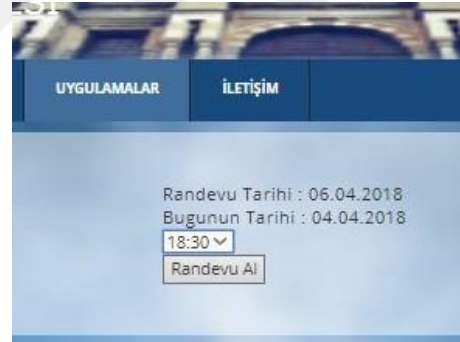 UYGULAMALAR
İLETİŞİM
Randevu Tarihi : 06.04.2018
Bugunun Tarihi : 04.04.2018
18:30
Randevu Al